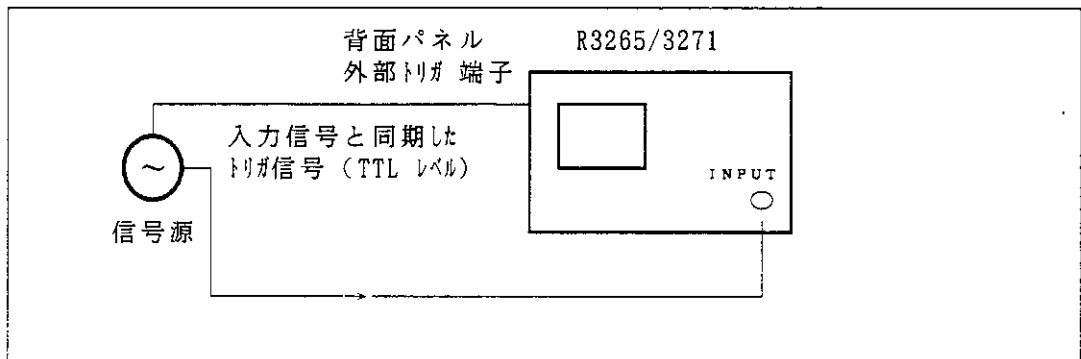 背面パネル R3265/3271
外部トリガ 端子
入力信号と同期した
トリガ信号（TTL レベル）
INPUT
～
信号源